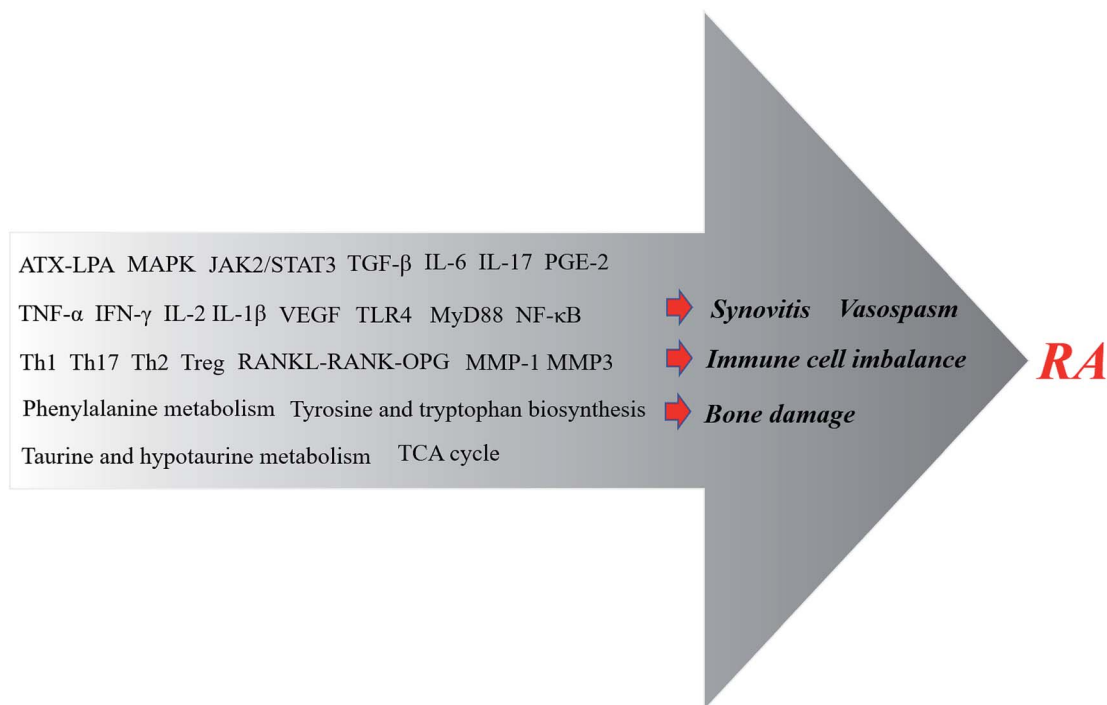 ATX-LPA MAPK JAK2/STAT3 TGF-β IL-6 IL-17 PGE-2
TNF-α IFN-γ IL-2 IL-1β VEGF TLR4 MyD88 NF-κB
Synovitis Vasospasm
Th1 Th17 Th2 Treg RANKL-RANK-OPG MMP-1 MMP3
Immune cell imbalance
RA
Phenylalanine metabolism Tyrosine and tryptophan biosynthesis
Bone damage
Taurine and hypotaurine metabolism TCA cycle